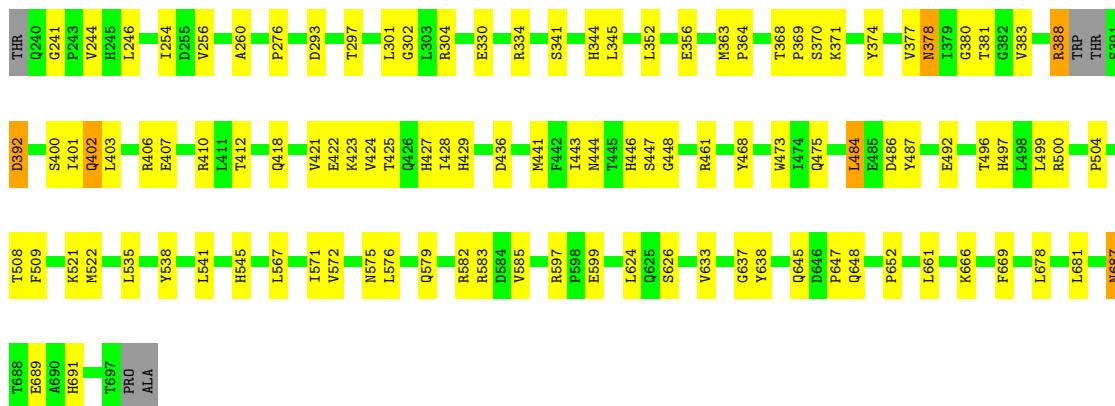 THR Q240 G241 P243 V244 H245 L246 I254 D255 V256 A260 P276 D293 T297 L301 G302 L303 R304 E330 R334 S341 H344 L345 L352 E356 M363 P364 T368 P369 S370 K371 Y374 V377 N378 I379 G380 T381 G382 V383 R388 TRP THR S391
D392 S400 I401 Q402 L403 R406 E407 R410 L411 T412 Q418 V421 E422 K423 V424 T425 Q426 H427 I428 H429 D436 M441 F442 I443 N444 T445 H446 S447 G448 R461 Y468 W473 I474 Q475 L484 E485 D486 Y487 E492 T496 H497 L498 L499 R500 P504
T508 F509 K521 M522 L535 Y538 L541 H545 L567 I571 V572 N575 L576 Q579 R582 R583 D584 V585 R597 P598 E599 L624 Q625 S626 V633 G637 Y638 Q645 D646 P647 Q648 P652 L661 K666 F669 L678 L681 N687
T688 E689 A690 H691 T697 PRO ALA